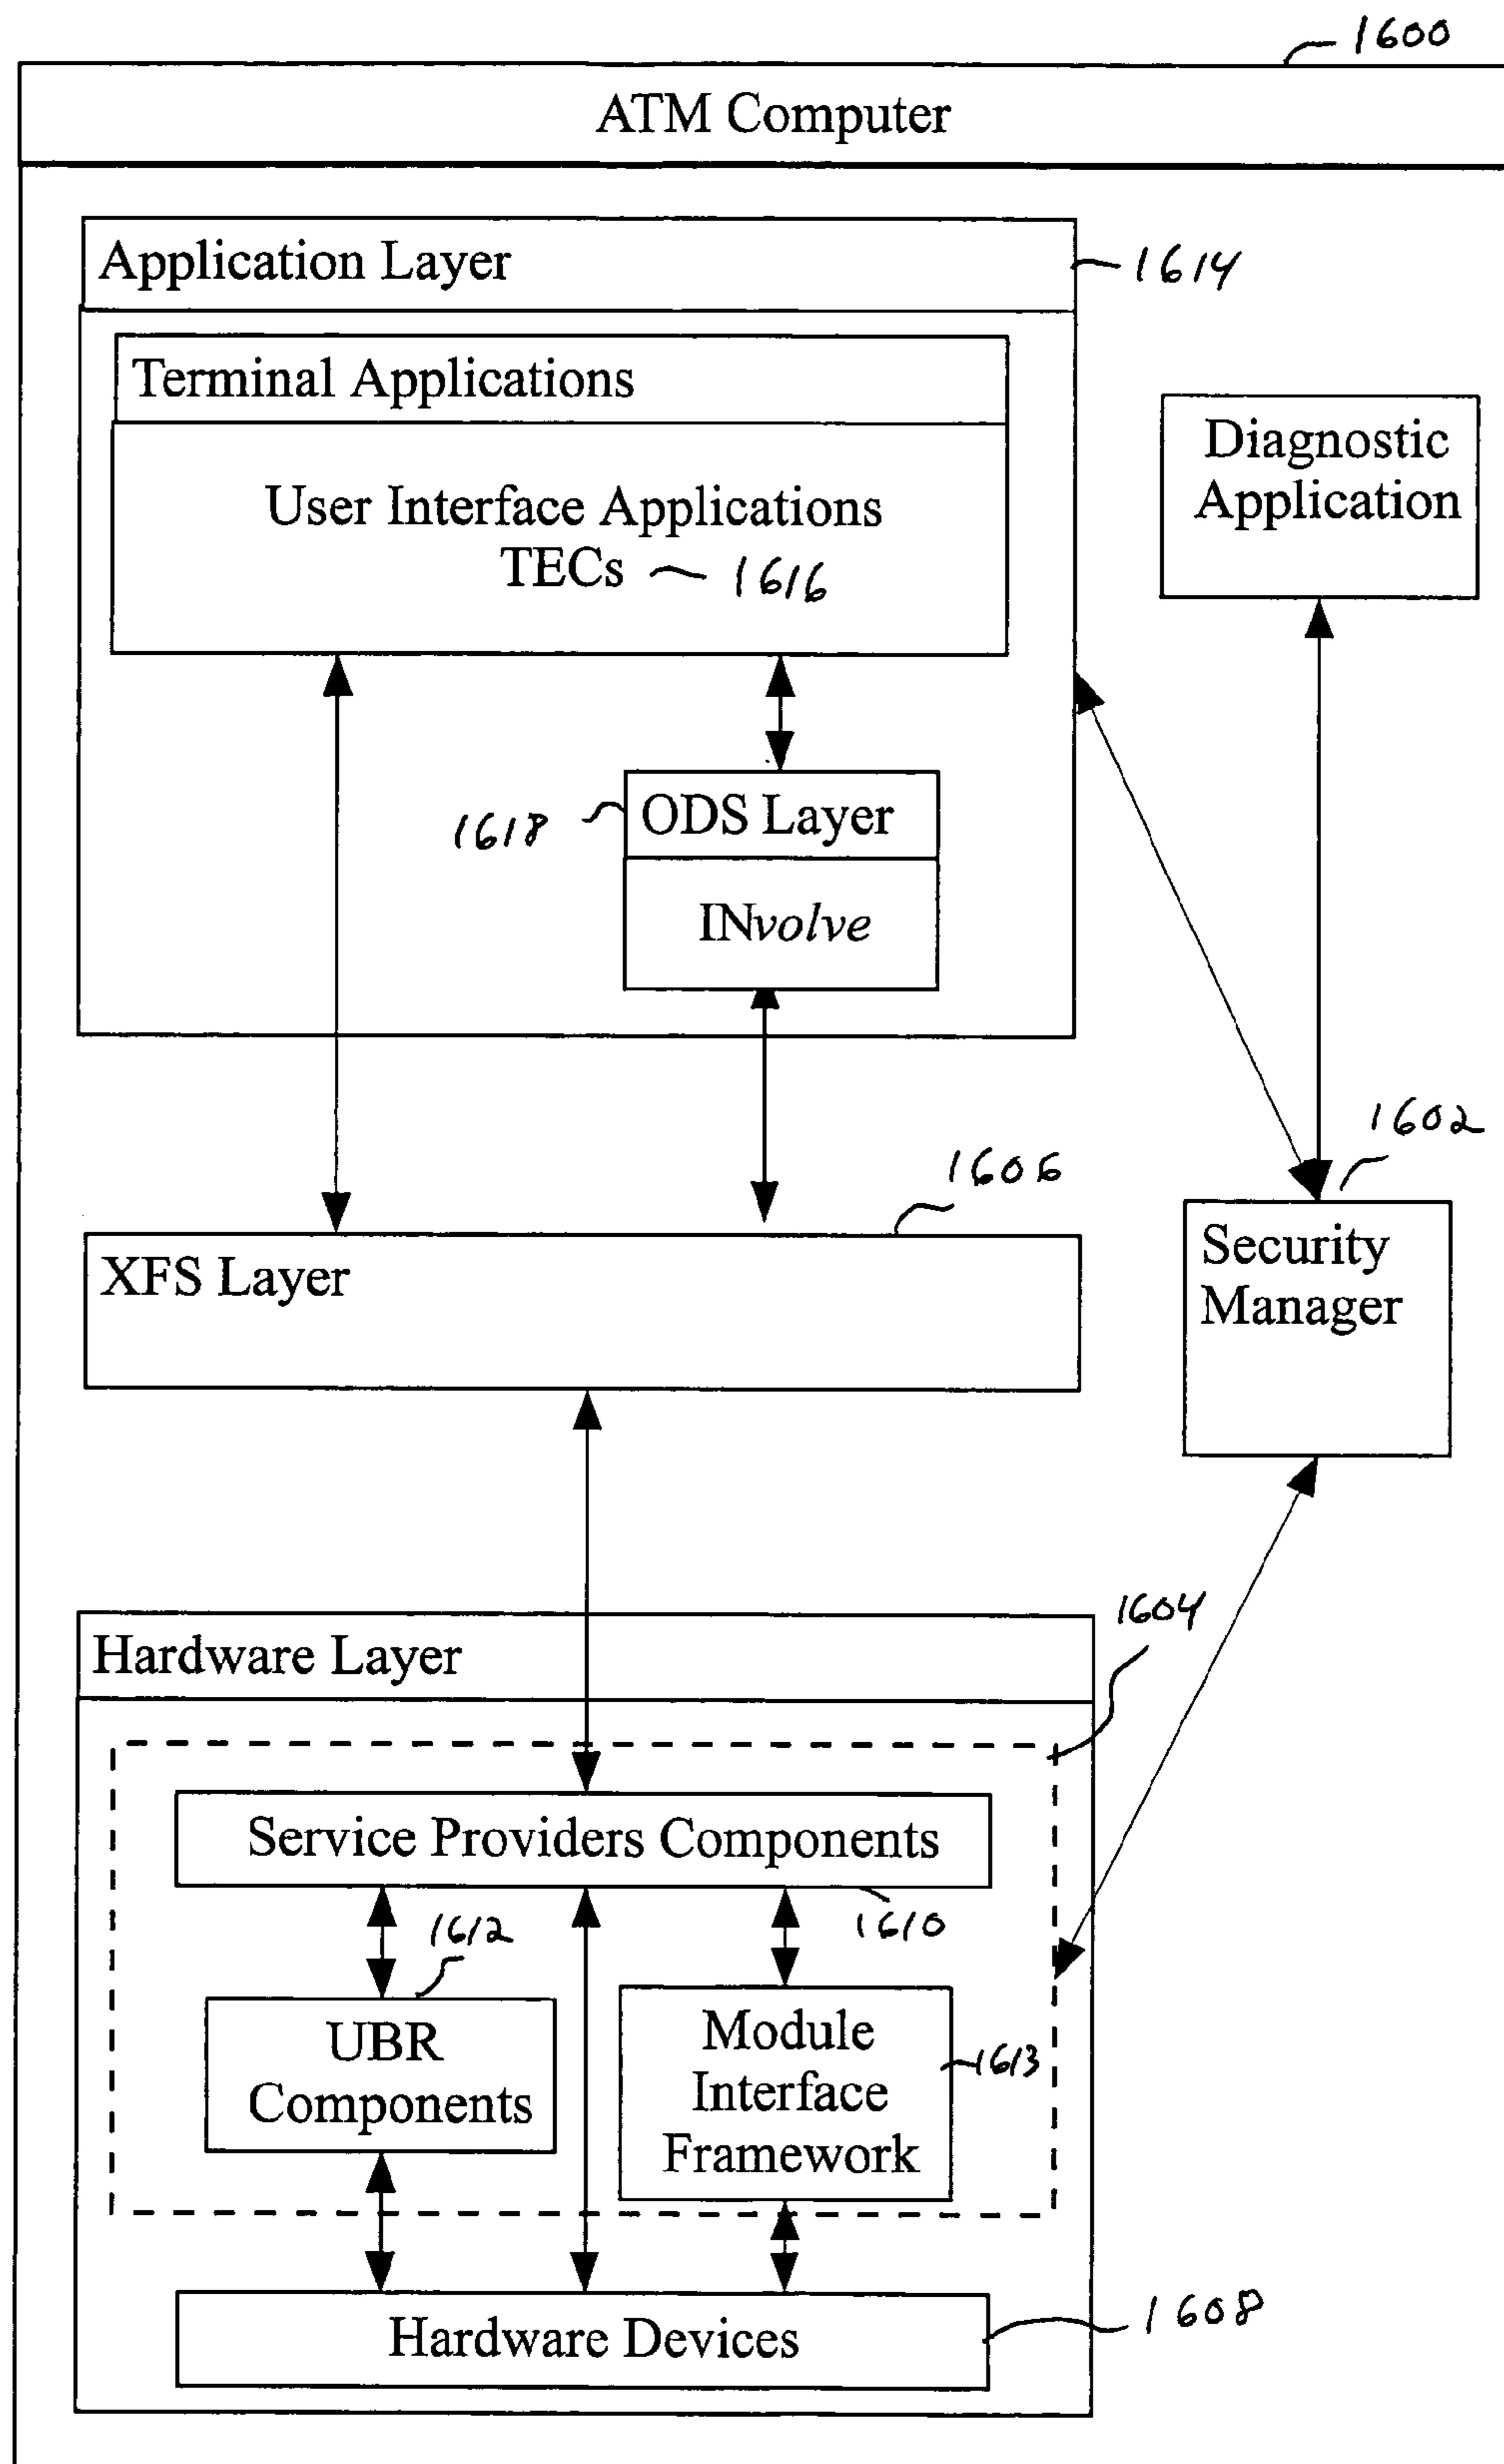 1600
ATM Computer
Application Layer
1614
Terminal Applications
User Interface Applications
TECs
1616
Diagnostic
Application
1618
ODS Layer
INvolve
1602
1606
XFS Layer
Security
Manager
1604
Hardware Layer
Service Providers Components
1610
1612
UBR
Components
Module
Interface
Framework
1613
Hardware Devices
1608